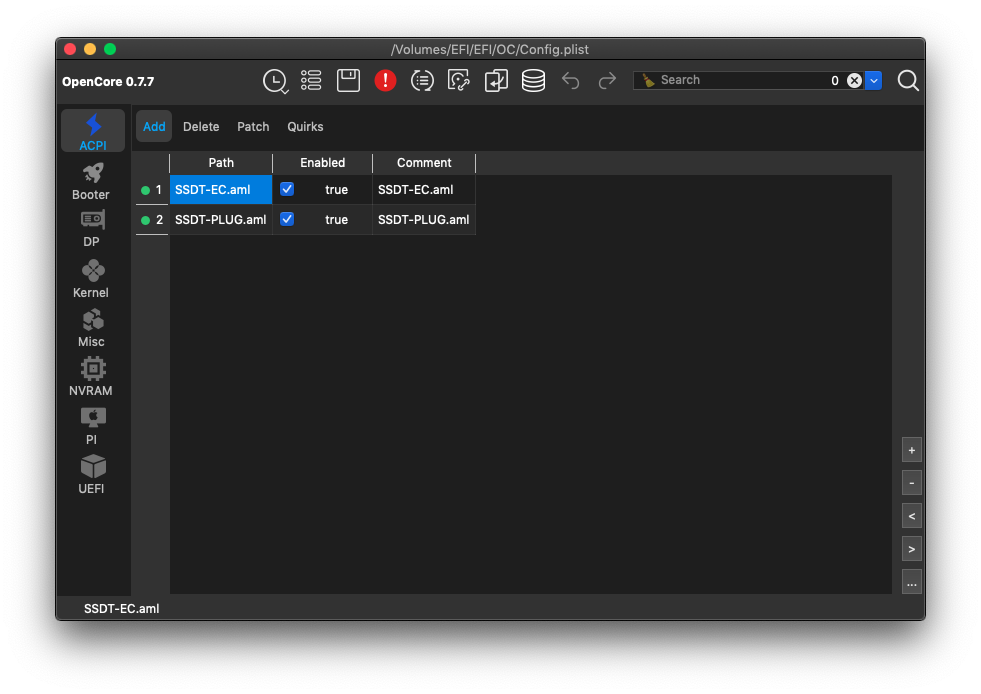 /Volumes/EFI/EFI/OC/Config.plist
OpenCore 0.7.7
Search 0
ACPI
Booter
DP
Kernel
Misc
NVRAM
PI
UEFI
Add Delete Patch Quirks
Path Enabled Comment
1 SSDT-EC.aml true SSDT-EC.aml
2 SSDT-PLUG.aml true SSDT-PLUG.aml
+
-
<
>
...
SSDT-EC.aml